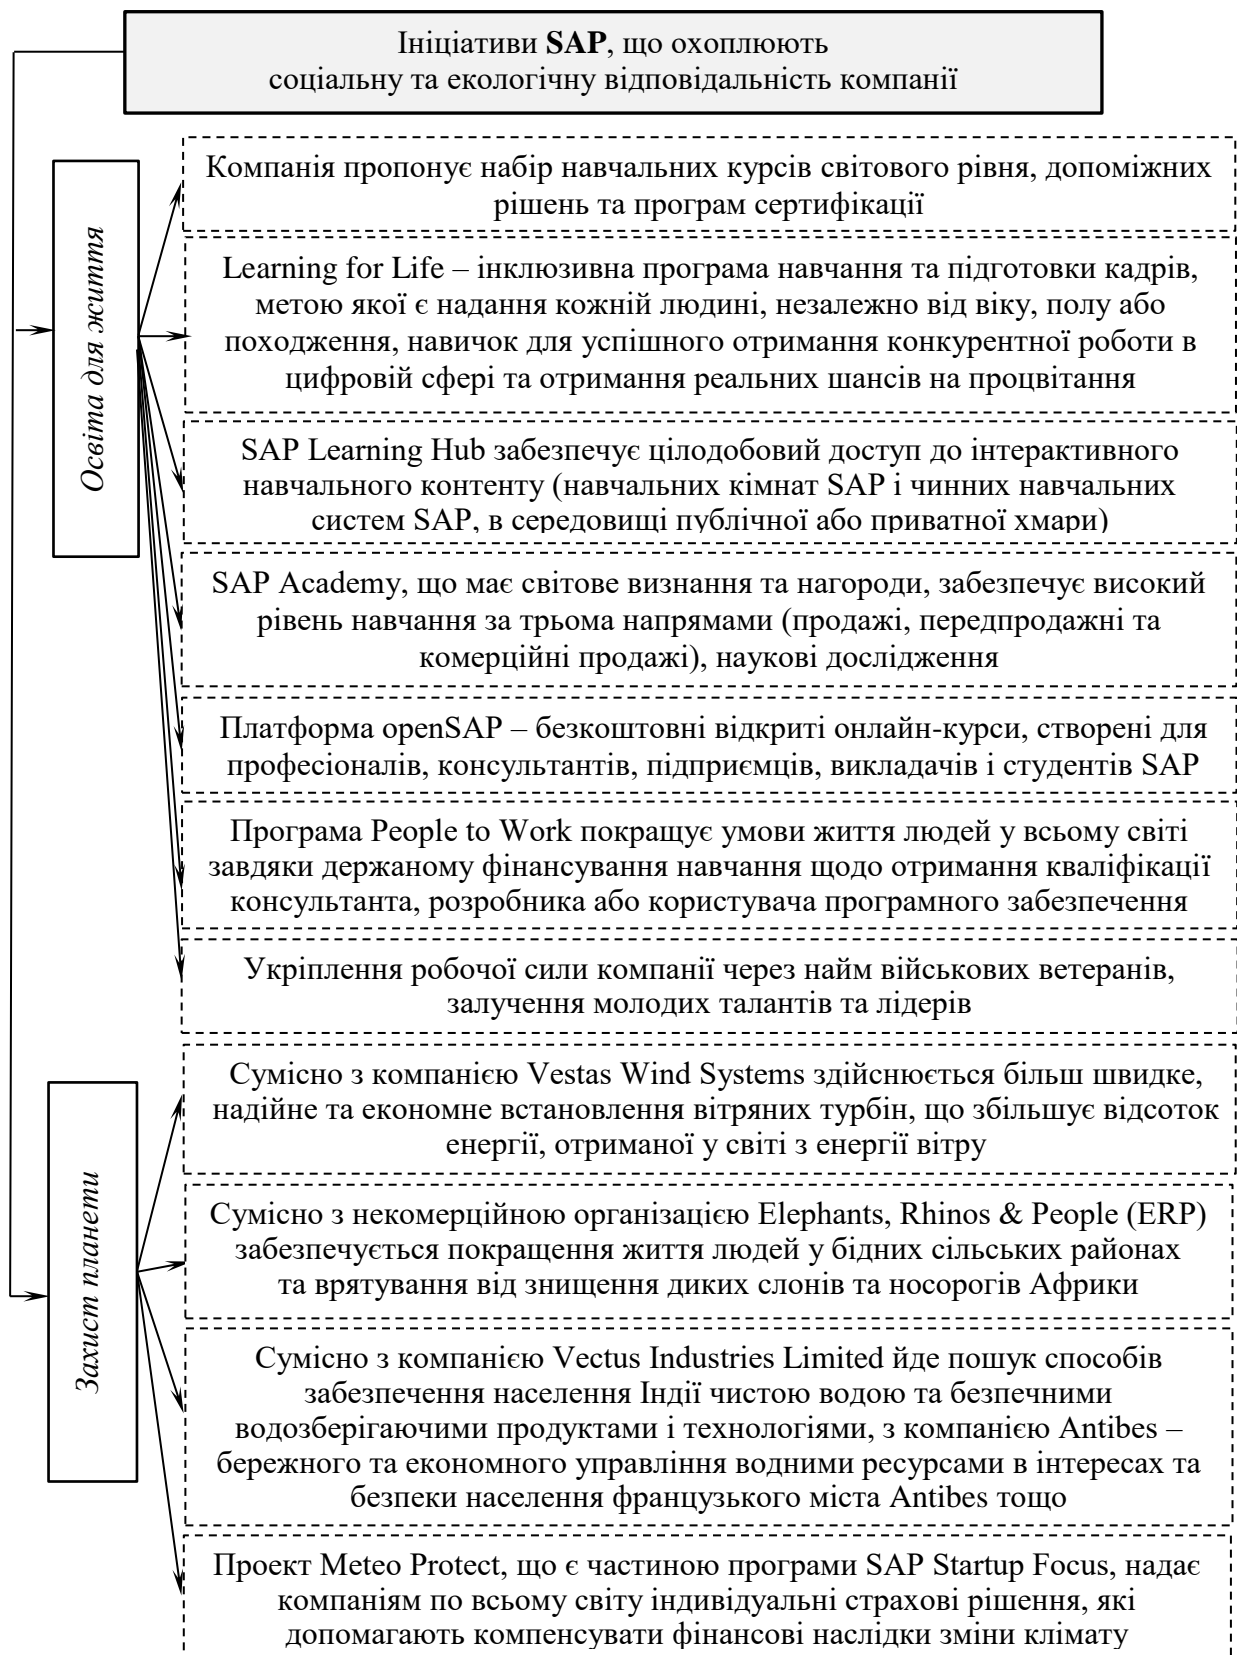 Ініціативи SAP, що охоплюють
соціальну та екологічну відповідальність компанії
Освіта для життя
Компанія пропонує набір навчальних курсів світового рівня, допоміжних
рішень та програм сертифікації
Learning for Life – інклюзивна програма навчання та підготовки кадрів,
метою якої є надання кожній людині, незалежно від віку, полу або
походження, навичок для успішного отримання конкурентної роботи в
цифровій сфері та отримання реальних шансів на процвітання
SAP Learning Hub забезпечує цілодобовий доступ до інтерактивного
навчального контенту (навчальних кімнат SAP і чинних навчальних
систем SAP, в середовищі публічної або приватної хмари)
SAP Academy, що має світове визнання та нагороди, забезпечує високий
рівень навчання за трьома напрямами (продажі, передпродажні та
комерційні продажі), наукові дослідження
Платформа openSAP – безкоштовні відкриті онлайн-курси, створені для
професіоналів, консультантів, підприємців, викладачів і студентів SAP
Програма People to Work покращує умови життя людей у всьому світі
завдяки держаному фінансування навчання щодо отримання кваліфікації
консультанта, розробника або користувача програмного забезпечення
Укріплення робочої сили компанії через найм військових ветеранів,
залучення молодих талантів та лідерів
Захист планети
Сумісно з компанією Vestas Wind Systems здійснюється більш швидке,
надійне та економне встановлення вітряних турбін, що збільшує відсоток
енергії, отриманої у світі з енергії вітру
Сумісно з некомерційною організацією Elephants, Rhinos & People (ERP)
забезпечується покращення життя людей у бідних сільських районах
та врятування від знищення диких слонів та носорогів Африки
Сумісно з компанією Vectus Industries Limited йде пошук способів
забезпечення населення Індії чистою водою та безпечними
водозберігаючими продуктами і технологіями, з компанією Antibes –
бережного та економного управління водними ресурсами в інтересах та
безпеки населення французького міста Antibes тощо
Проект Meteo Protect, що є частиною програми SAP Startup Focus, надає
компаніям по всьому світу індивідуальні страхові рішення, які
допомагають компенсувати фінансові наслідки зміни клімату